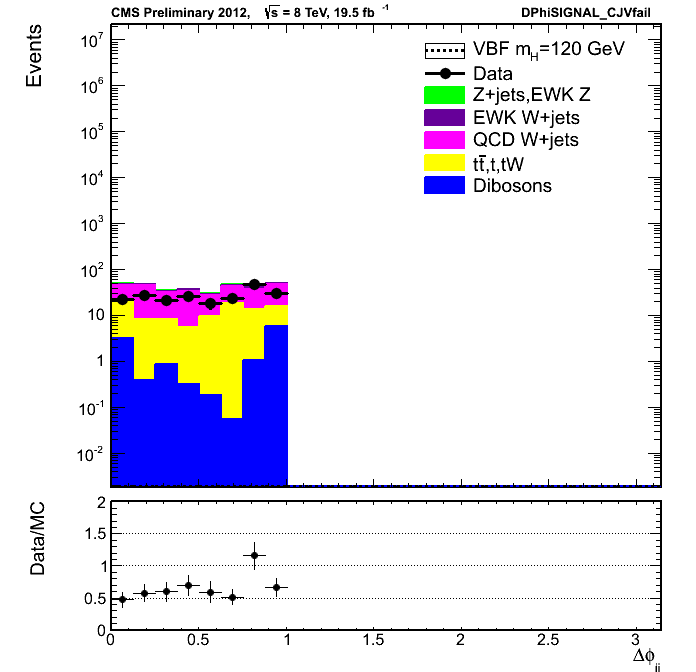 CMS Preliminary 2012, √s = 8 TeV, 19.5 fb⁻¹ DPhiSIGNAL_CJVfail
Events
10⁷
10⁶
10⁵
10⁴
10³
10²
10
1
10⁻¹
10⁻²
VBF m_H=120 GeV
Data
Z+jets,EWK Z
EWK W+jets
QCD W+jets
tt̄,t,tW
Dibosons
Data/MC
2
1.5
1
0.5
0
0 0.5 1 1.5 2 2.5 3
Δϕ_jj